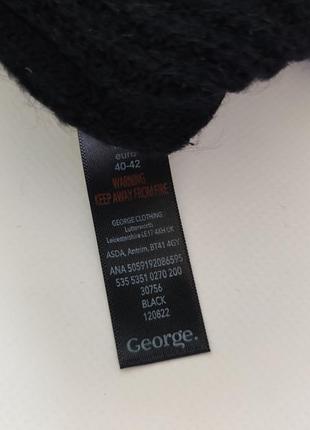 euro
40-42
WARNING
KEEP AWAY FROM FIRE
GEORGE CLOTHING
Lutterworth
Leicestershire LE17 4XH UK
ASDA, Antrim, BT41 4GY
ANA 5059192086595
535 5351 0270 200
30756
BLACK
120822
George.